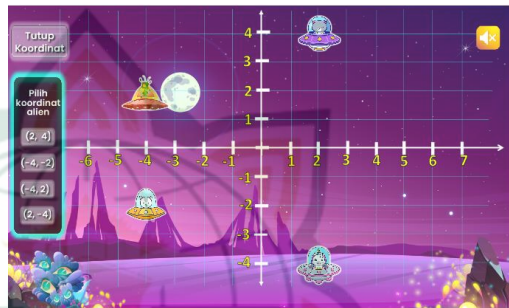 Tutup
Koordinat
Pilih
koordinat
alien
(2, 4)
(-4,-2)
(-4,2)
(2,-4)
4
3
2
1
-6 -5 -4 -3 -2 -1 1 2 3 4 5 6 7
-1
-2
-3
-4